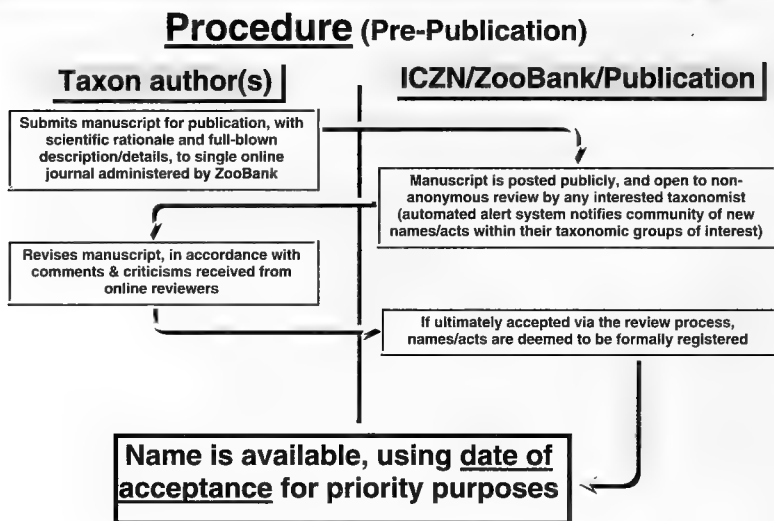 Procedure (Pre-Publication)
Taxon author(s)
ICZN/ZooBank/Publication
Submits manuscript for publication, with
scientific rationale and full-blown
description/details, to single online
journal administered by ZooBank
Manuscript is posted publicly, and open to non-
anonymous review by any interested taxonomist
(automated alert system notifies community of new
names/acts within their taxonomic groups of interest)
Revises manuscript, in accordance with
comments & criticisms received from
online reviewers
If ultimately accepted via the review process,
names/acts are deemed to be formally registered
Name is available, using date of
acceptance for priority purposes